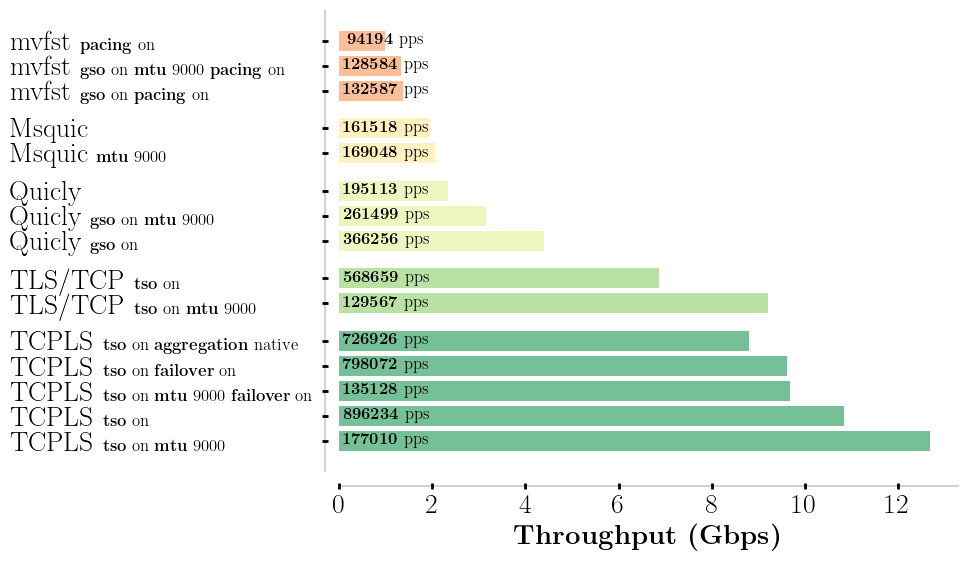 mvfst pacing on 94194 pps
mvfst gso on mtu 9000 pacing on 128584 pps
mvfst gso on pacing on 132587 pps
Msquic 161518 pps
Msquic mtu 9000 169048 pps
Quicly 195113 pps
Quicly gso on mtu 9000 261499 pps
Quicly gso on 366256 pps
TLS/TCP tso on 568659 pps
TLS/TCP tso on mtu 9000 129567 pps
TCPLS tso on aggregation native 726926 pps
TCPLS tso on failover on 798072 pps
TCPLS tso on mtu 9000 failover on 135128 pps
TCPLS tso on 896234 pps
TCPLS tso on mtu 9000 177010 pps
0 2 4 6 8 10 12
Throughput (Gbps)